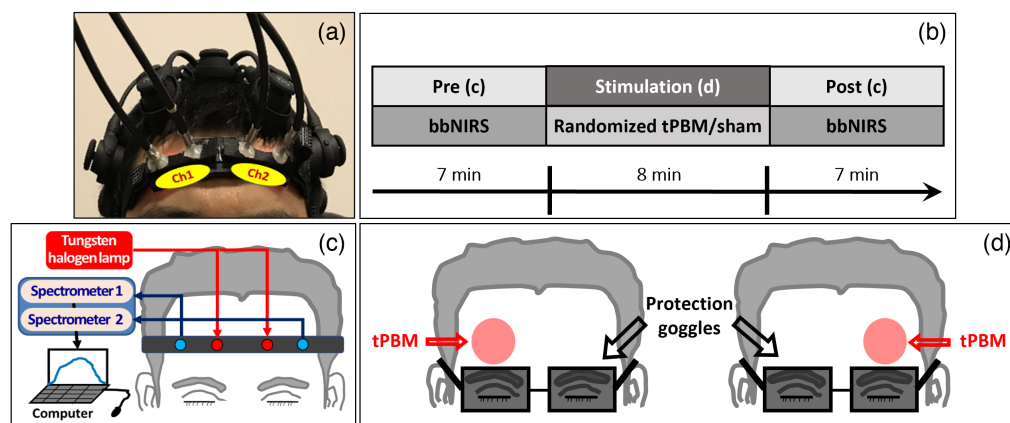 (a)
Ch1
Ch2
(b)
Pre (c)
Stimulation (d)
Post (c)
bbNIRS
Randomized tPBM/sham
bbNIRS
7 min
8 min
7 min
(c)
Tungsten
halogen lamp
Spectrometer 1
Spectrometer 2
Computer
(d)
Protection
goggles
tPBM
tPBM